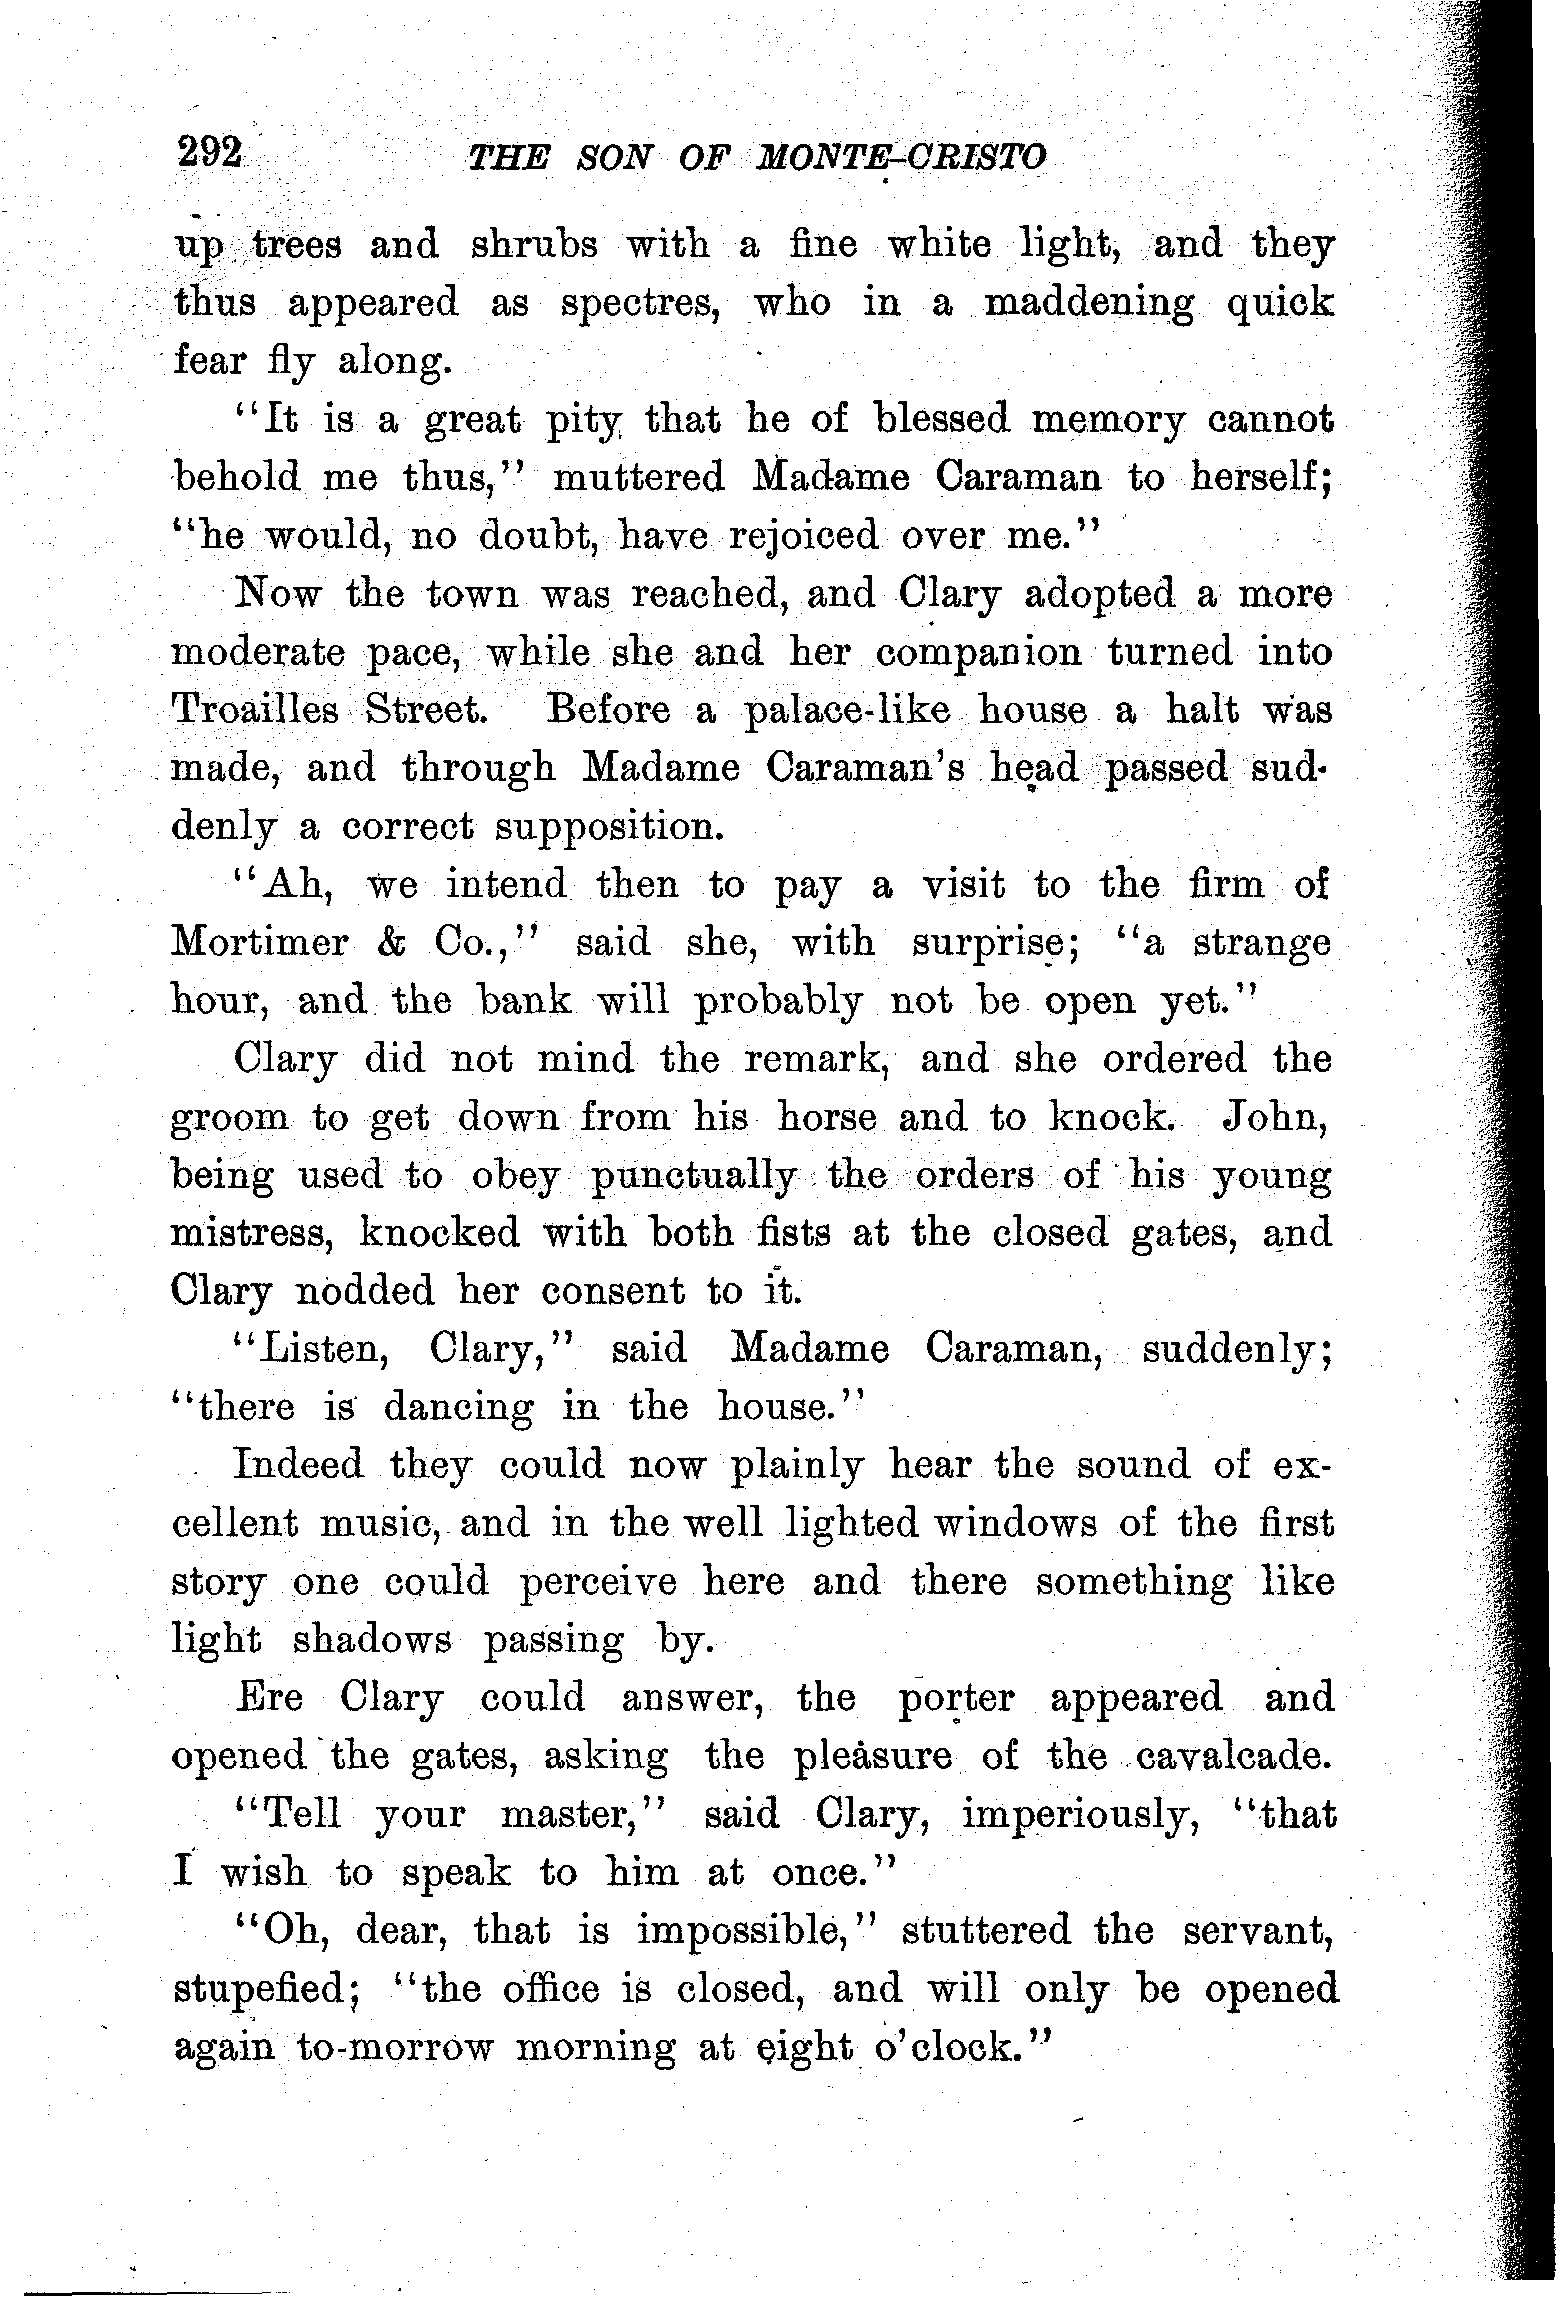 292 THE SON OF MONTE-CRISTO
up trees and shrubs with a fine white light, and they
thus appeared as spectres, who in a maddening quick
fear fly along.
"It is a great pity that he of blessed memory cannot
behold me thus," muttered Madame Caraman to herself;
"he would, no doubt, have rejoiced over me."
Now the town was reached, and Clary adopted a more
moderate pace, while she and her companion turned into
Troailles Street. Before a palace-like house a halt was
made, and through Madame Caraman's head passed sud-
denly a correct supposition.
"Ah, we intend then to pay a visit to the firm of
Mortimer & Co.," said she, with surprise; "a strange
hour, and the bank will probably not be open yet."
Clary did not mind the remark, and she ordered the
groom to get down from his horse and to knock. John,
being used to obey punctually the orders of his young
mistress, knocked with both fists at the closed gates, and
Clary nodded her consent to it.
"Listen, Clary," said Madame Caraman, suddenly;
"there is dancing in the house."
Indeed they could now plainly hear the sound of ex-
cellent music, and in the well lighted windows of the first
story one could perceive here and there something like
light shadows passing by.
Ere Clary could answer, the porter appeared and
opened the gates, asking the pleasure of the cavalcade.
"Tell your master," said Clary, imperiously, "that
I wish to speak to him at once."
"Oh, dear, that is impossible," stuttered the servant,
stupefied; "the office is closed, and will only be opened
again to-morrow morning at eight o'clock."